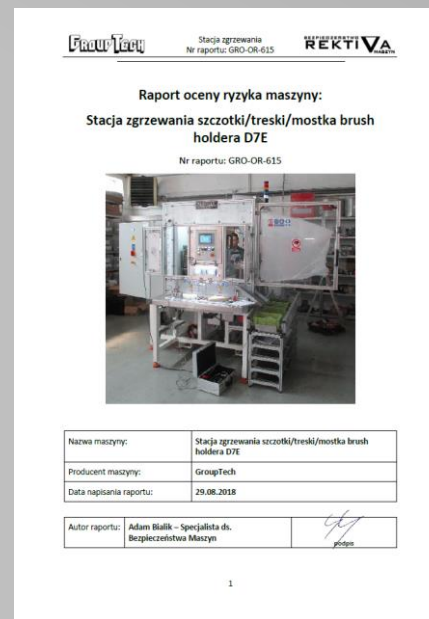 GroupTech
Stacja zgrzewania
Nr raportu: GRO-OR-615
BEZPIECZEŃSTWO
REKTIVA
MASZYN
Raport oceny ryzyka maszyny:
Stacja zgrzewania szczotki/treski/mostka brush
holdera D7E
Nr raportu: GRO-OR-615
Nazwa maszyny:
Stacja zgrzewania szczotki/treski/mostka brush
holdera D7E
Producent maszyny:
GroupTech
Data napisania raportu:
29.08.2018
Autor raportu:
Adam Bialik – Specjalista ds.
Bezpieczeństwa Maszyn
podpis
1